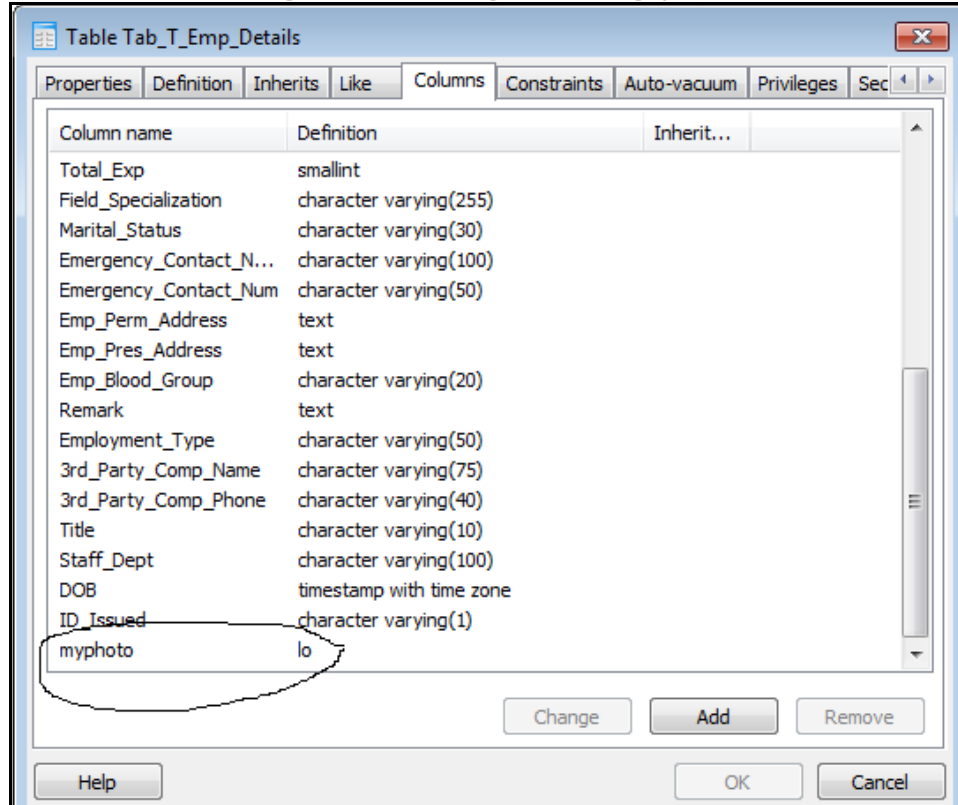 Table Tab_T_Emp_Details
Properties Definition Inherits Like Columns Constraints Auto-vacuum Privileges Sec
Column name Definition Inherit...
Total_Exp smallint
Field_Specialization character varying(255)
Marital_Status character varying(30)
Emergency_Contact_N... character varying(100)
Emergency_Contact_Num character varying(50)
Emp_Perm_Address text
Emp_Pres_Address text
Emp_Blood_Group character varying(20)
Remark text
Employment_Type character varying(50)
3rd_Party_Comp_Name character varying(75)
3rd_Party_Comp_Phone character varying(40)
Title character varying(10)
Staff_Dept character varying(100)
DOB timestamp with time zone
ID_Issued character varying(1)
myphoto lo
Change Add Remove
Help OK Cancel